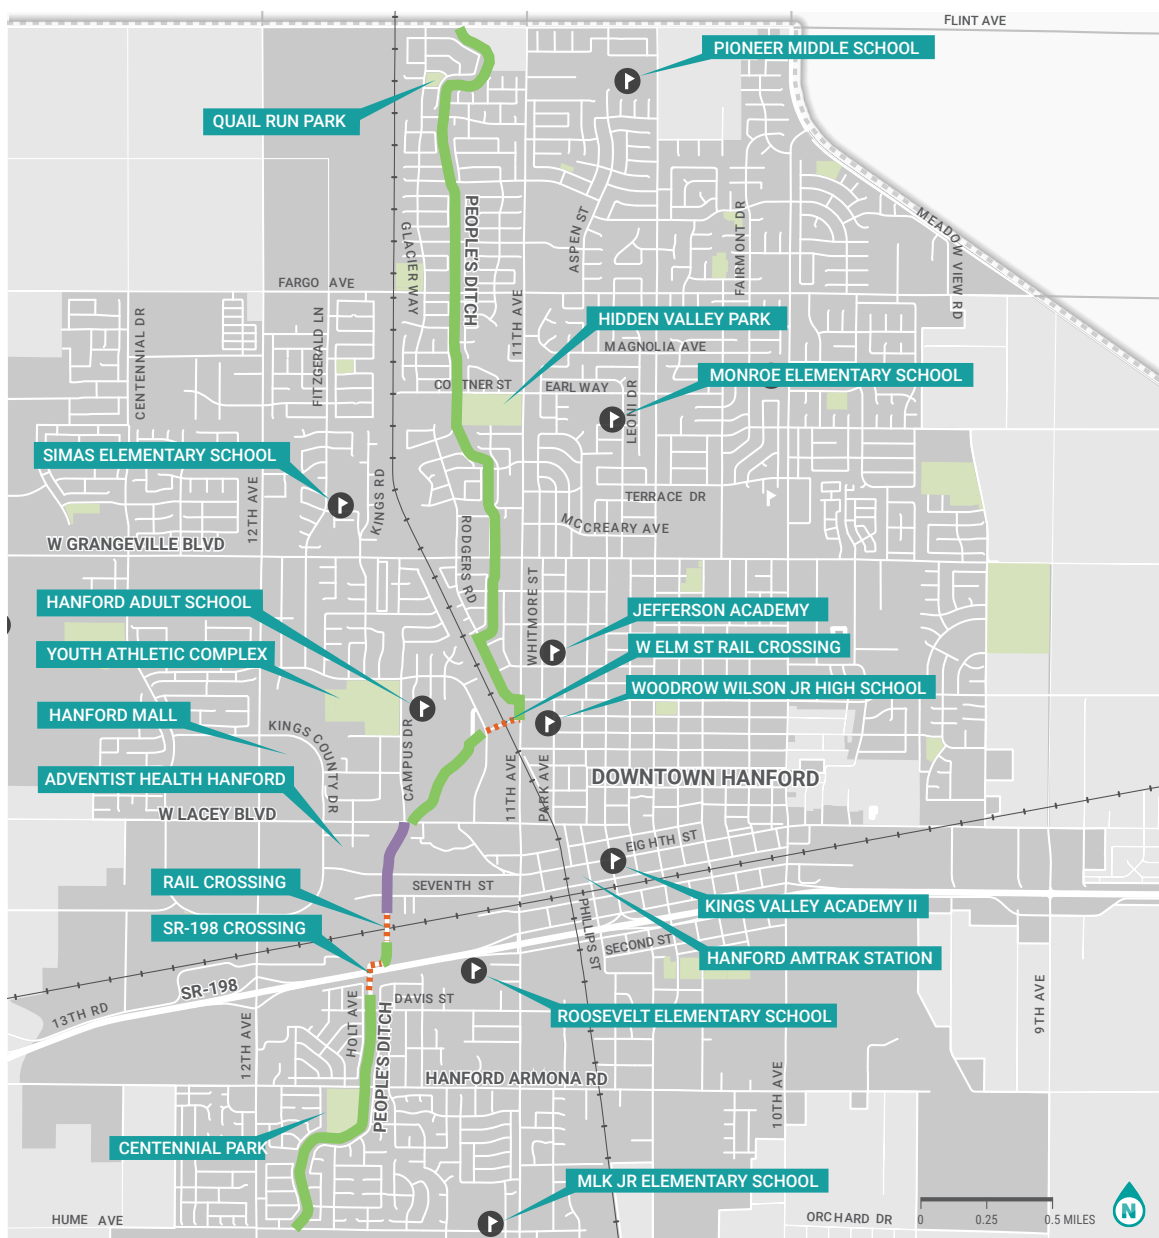 FLINT AVE
PIONEER MIDDLE SCHOOL
QUAIL RUN PARK
PEOPLE'S DITCH
GLACIER WAY
ASPEN ST
FAIRMONT DR
MEADOW VIEW RD
FARGO AVE
11TH AVE
CENTENNIAL DR
FITZGERALD LN
HIDDEN VALLEY PARK
MAGNOLIA AVE
EARL WAY
LEONI DR
MONROE ELEMENTARY SCHOOL
SIMAS ELEMENTARY SCHOOL
12TH AVE
KINGS RD
RODGERS RD
TERRACE DR
MCCREARY AVE
W GRANGEVILLE BLVD
WHITMORE ST
HANFORD ADULT SCHOOL
JEFFERSON ACADEMY
YOUTH ATHLETIC COMPLEX
W ELM ST RAIL CROSSING
WOODROW WILSON JR HIGH SCHOOL
HANFORD MALL
KINGS COUNTY DR
CAMPUS DR
11TH AVE
PARK AVE
DOWNTOWN HANFORD
ADVENTIST HEALTH HANFORD
W LACEY BLVD
EIGHTH ST
SEVENTH ST
RAIL CROSSING
KINGS VALLEY ACADEMY II
SR-198 CROSSING
PHILLIPS ST
SECOND ST
HANFORD AMTRAK STATION
SR-198
13TH RD
DAVIS ST
ROOSEVELT ELEMENTARY SCHOOL
HOLT AVE
12TH AVE
PEOPLE'S DITCH
9TH AVE
HANFORD ARMONA RD
10TH AVE
CENTENNIAL PARK
MLK JR ELEMENTARY SCHOOL
HUME AVE
ORCHARD DR
0 0.25 0.5 MILES
N